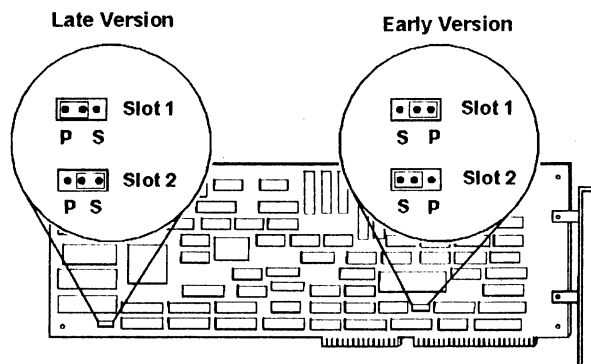 Late Version
Slot 1
P S
Slot 2
P S
Early Version
Slot 1
S P
Slot 2
S P